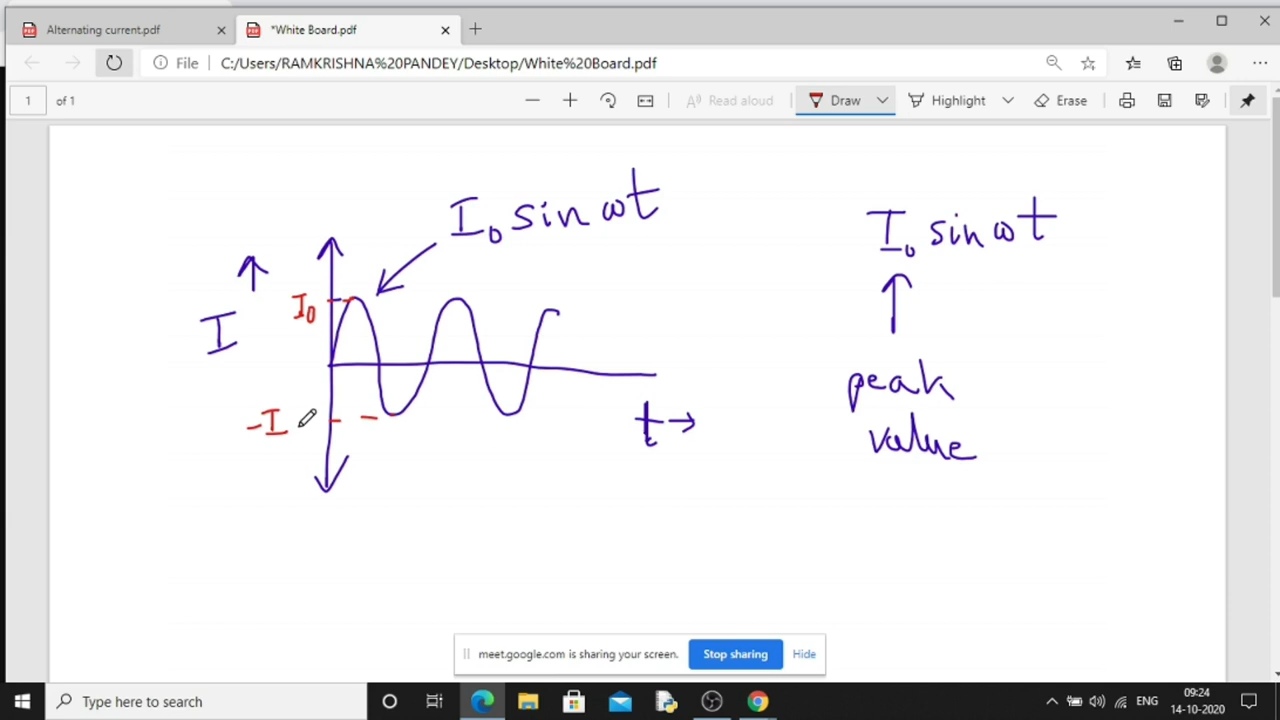 Alternating current.pdf
*White Board.pdf
File
C:/Users/RAMKRISHNA%20PANDEY/Desktop/White%20Board.pdf
1 of 1
Read aloud
Draw
Highlight
Erase
I₀ sin ωt
I₀ sin ωt
I₀
I
peak
value
-I
t→
meet.google.com is sharing your screen.
Stop sharing
Hide
Type here to search
ENG
09:24
14-10-2020